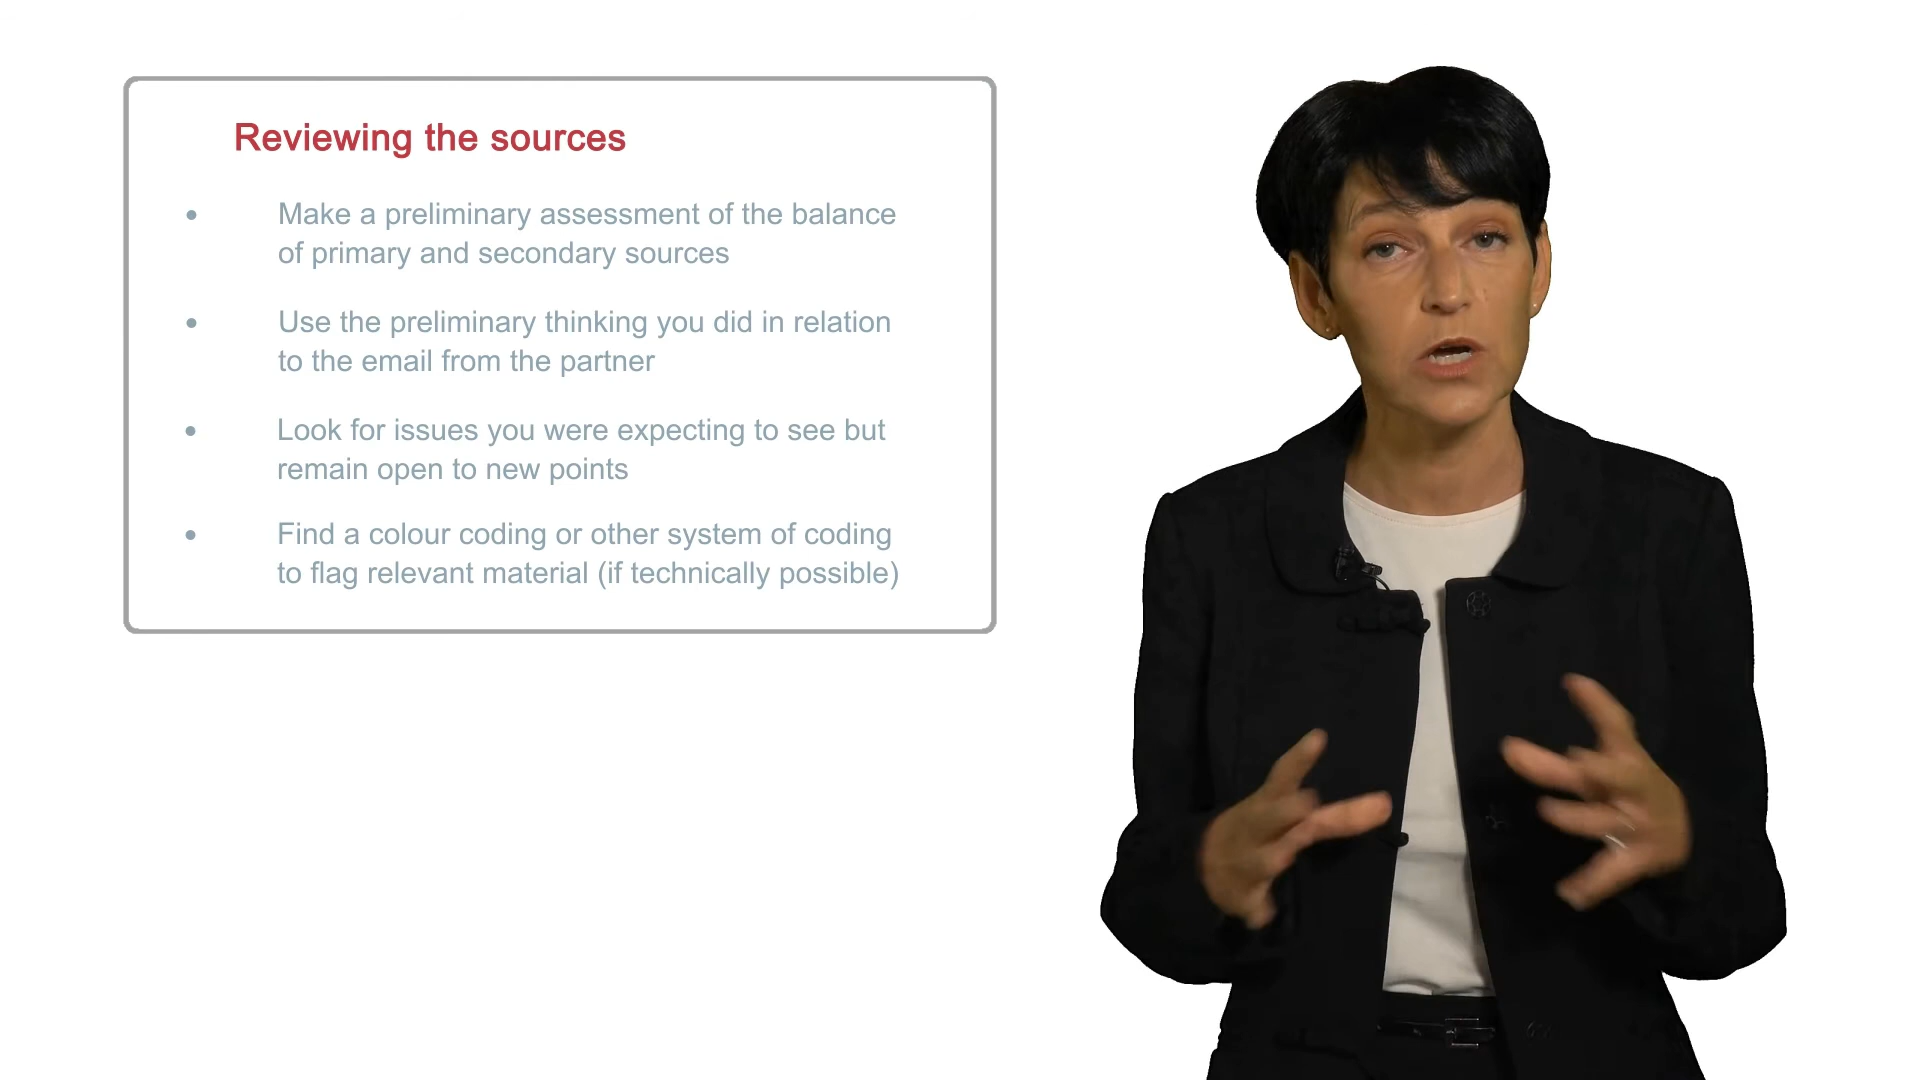 Reviewing the sources
• Make a preliminary assessment of the balance
of primary and secondary sources
• Use the preliminary thinking you did in relation
to the email from the partner
• Look for issues you were expecting to see but
remain open to new points
• Find a colour coding or other system of coding
to flag relevant material (if technically possible)